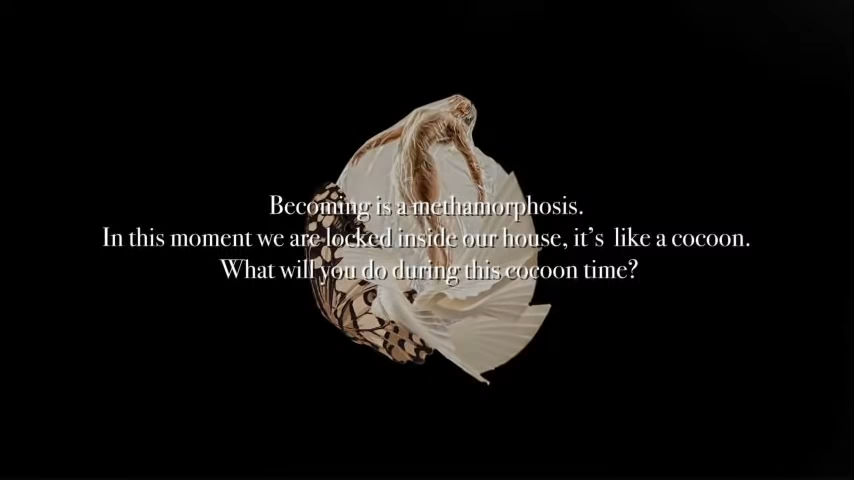 Becoming is a methamorphosis.
In this moment we are locked inside our house, it's like a cocoon.
What will you do during this cocoon time?